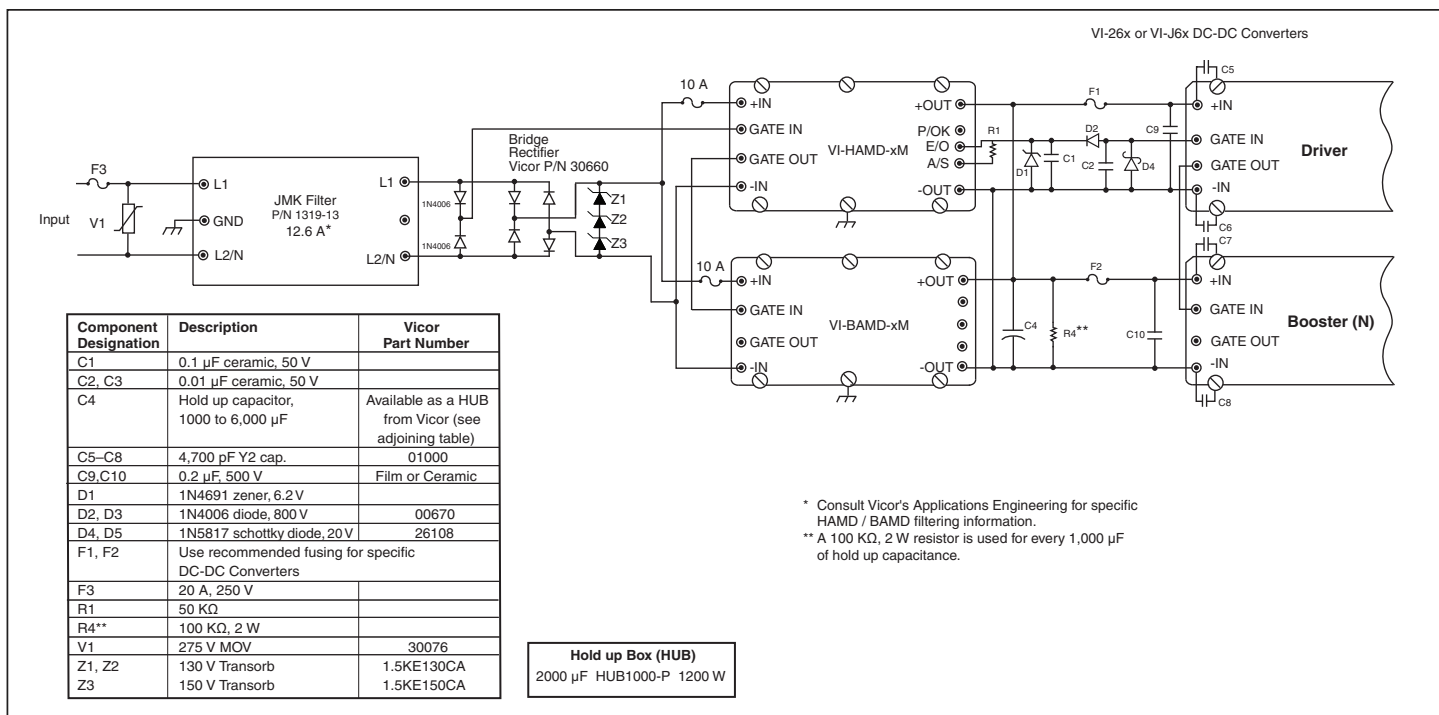 VI-26x or VI-J6x DC-DC Converters
F3
Input
V1
L1
GND
L2/N
JMK Filter
P/N 1319-13
12.6 A*
L1
L2/N
1N4006
1N4006
Bridge
Rectifier
Vicor P/N 30660
Z1
Z2
Z3
10 A
+IN
GATE IN
GATE OUT
-IN
VI-HAMD-xM
+OUT
P/OK
E/O
A/S
-OUT
R1
D1
C1
F1
D2
C2
D4
C9
C5
+IN
GATE IN
GATE OUT
-IN
Driver
C6
10 A
+IN
GATE IN
GATE OUT
-IN
VI-BAMD-xM
+OUT
-OUT
C4
R4**
F2
C10
C7
+IN
GATE IN
GATE OUT
-IN
Booster (N)
C8
Component Designation Description Vicor Part Number
C1 0.1 µF ceramic, 50 V
C2, C3 0.01 µF ceramic, 50 V
C4 Hold up capacitor, Available as a HUB
1000 to 6,000 µF from Vicor (see
adjoining table)
C5–C8 4,700 pF Y2 cap. 01000
C9,C10 0.2 µF, 500 V Film or Ceramic
D1 1N4691 zener, 6.2 V
D2, D3 1N4006 diode, 800 V 00670
D4, D5 1N5817 schottky diode, 20 V 26108
F1, F2 Use recommended fusing for specific
DC-DC Converters
F3 20 A, 250 V
R1 50 KΩ
R4** 100 KΩ, 2 W
V1 275 V MOV 30076
Z1, Z2 130 V Transorb 1.5KE130CA
Z3 150 V Transorb 1.5KE150CA
Hold up Box (HUB)
2000 µF HUB1000-P 1200 W
* Consult Vicor's Applications Engineering for specific
HAMD / BAMD filtering information.
** A 100 KΩ, 2 W resistor is used for every 1,000 µF
of hold up capacitance.